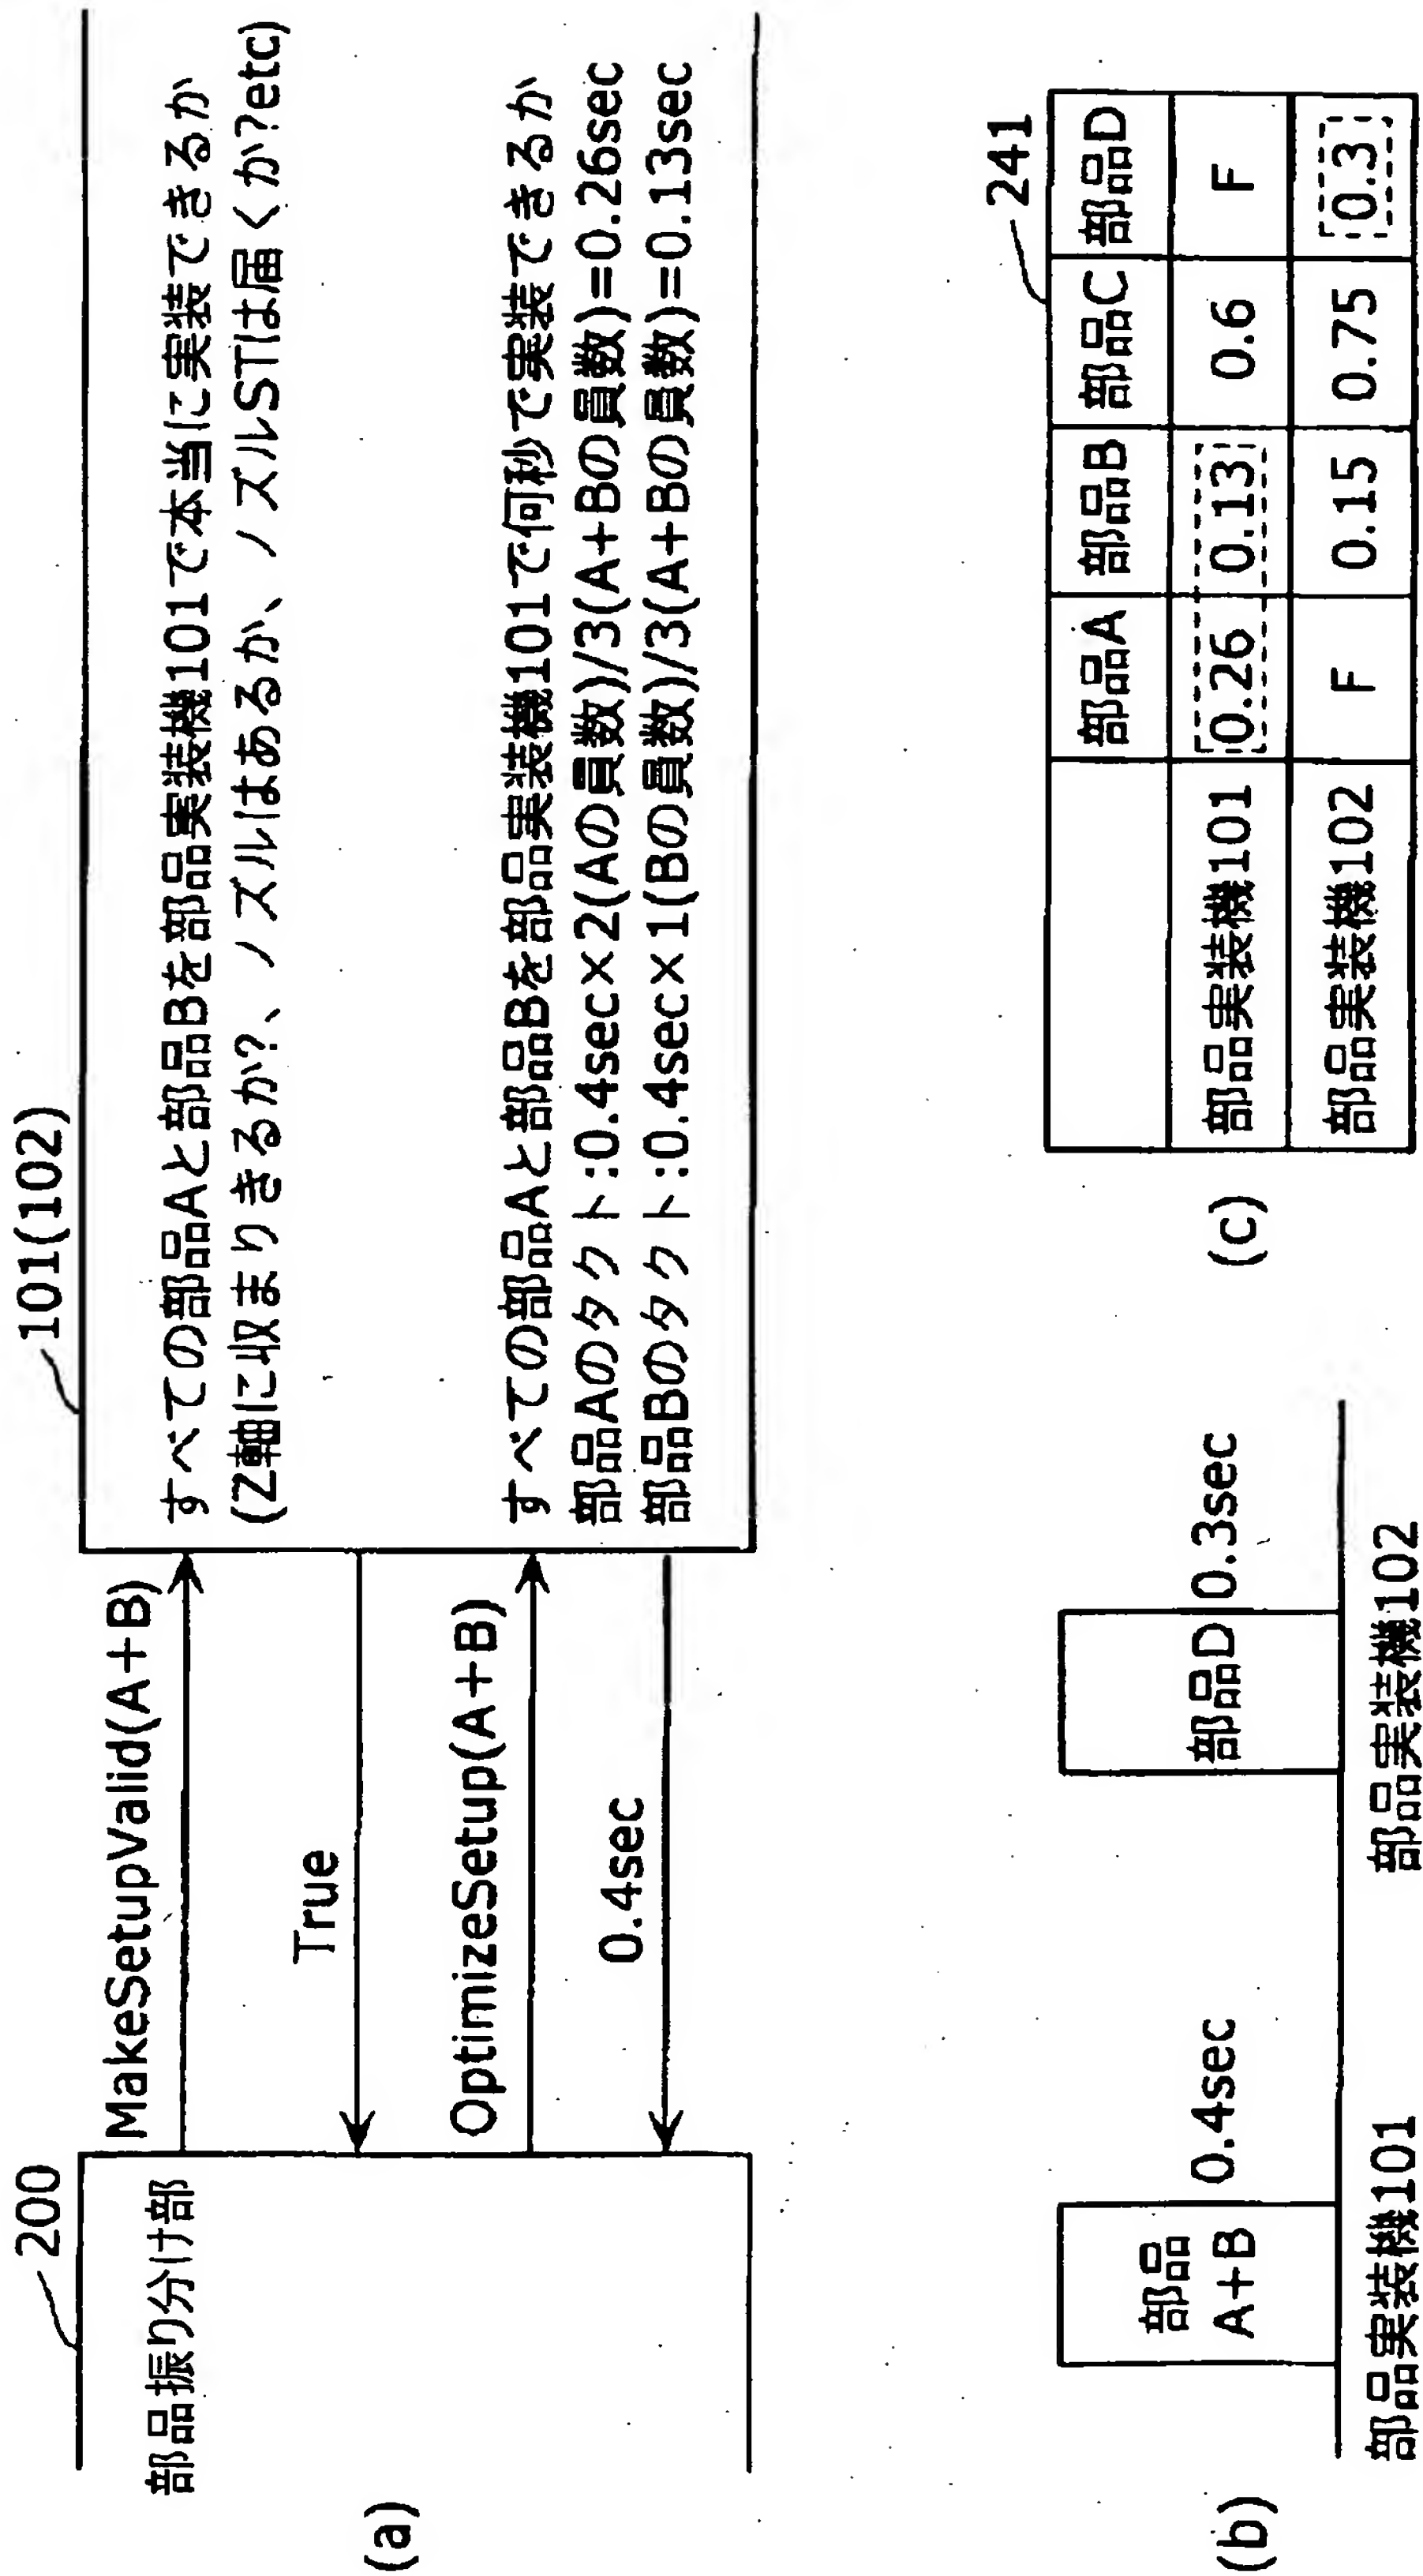 200
101(102)
部品振り分け部
MakeSetupValid(A+B)
すべての部品Aと部品Bを部品実装機101で本当に実装できるか
(Z軸に収まりきるか?、ノズルはあるか、ノズルSTは届くか?etc)
True
OptimizeSetup(A+B)
すべての部品Aと部品Bを部品実装機101で何秒で実装できるか
部品Aのタクト:0.4sec×2(Aの員数)/3(A+Bの員数)=0.26sec
0.4sec
部品Bのタクト:0.4sec×1(Bの員数)/3(A+Bの員数)=0.13sec
(a)
部品
A+B
0.4sec
部品D
0.3sec
部品実装機101
部品実装機102
(b)
241
部品A 部品B 部品C 部品D
部品実装機101 0.26 0.13 0.6 F
部品実装機102 F 0.15 0.75 0.3
(c)